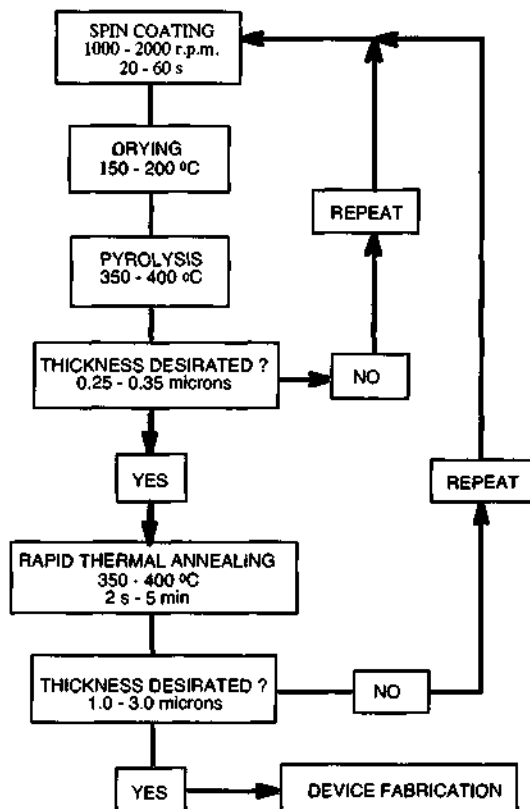 SPIN COATING
1000 - 2000 r.p.m.
20 - 60 s
DRYING
150 - 200 ºC
REPEAT
PYROLYSIS
350 - 400 ºC
THICKNESS DESIRATED ?
0.25 - 0.35 microns
NO
YES
REPEAT
RAPID THERMAL ANNEALING
350 - 400 ºC
2 s - 5 min
THICKNESS DESIRATED ?
1.0 - 3.0 microns
NO
YES
DEVICE FABRICATION